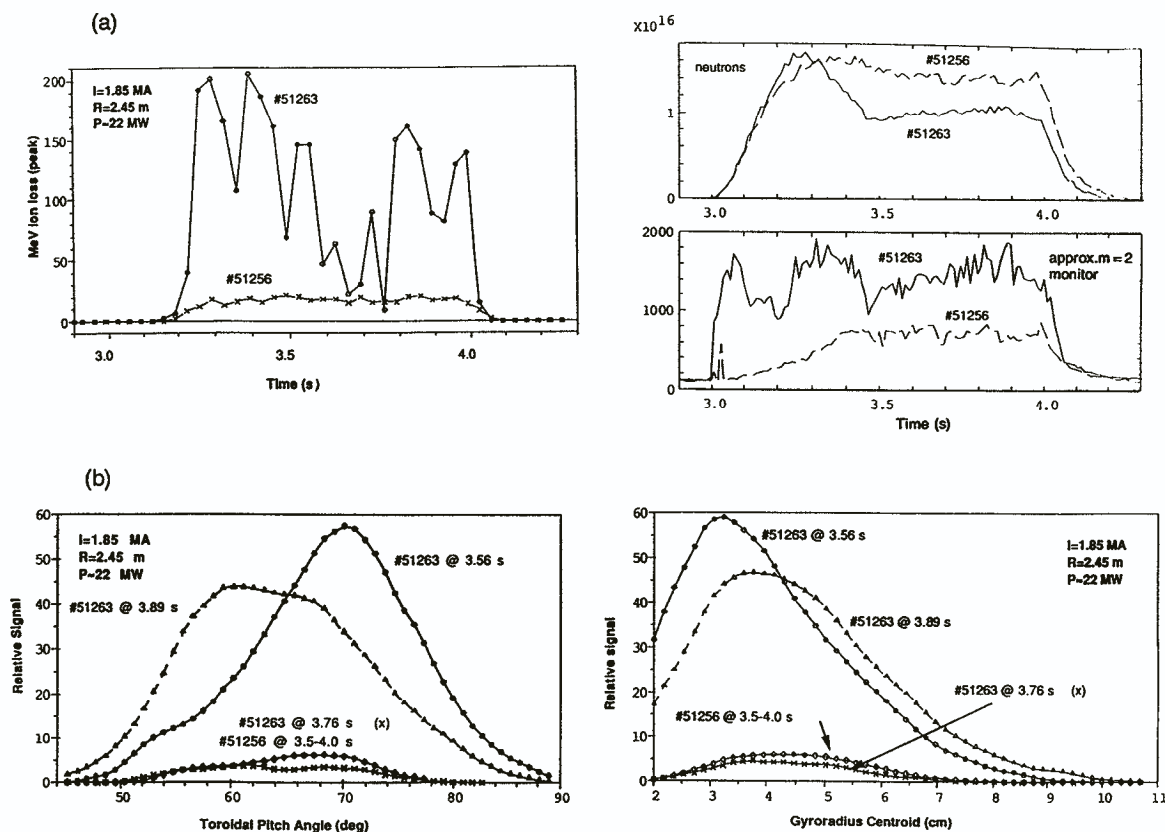 (a)
I=1.85 MA
R=2.45 m
P~22 MW
#51263
#51256
MeV ion loss (peak)
200
150
100
50
0
3.0
3.5
4.0
Time (s)
X10^16
neutrons
#51256
#51263
1
0
3.0
3.5
4.0
2000
1600
1200
800
400
0
#51263
approx.m=2
monitor
#51256
3.0
3.5
4.0
Time (s)
(b)
I=1.85 MA
R=2.45 m
P~22 MW
#51263 @ 3.56 s
#51263 @ 3.89 s
#51263 @ 3.76 s (x)
#51256 @ 3.5-4.0 s
Relative Signal
60
50
40
30
20
10
0
50
60
70
80
90
Toroidal Pitch Angle (deg)
#51263 @ 3.56 s
I=1.85 MA
R=2.45 m
P~22 MW
#51263 @ 3.89 s
#51263 @ 3.76 s (x)
#51256 @ 3.5-4.0 s
Relative signal
60
50
40
30
20
10
0
2
3
4
5
6
7
8
9
10
11
Gyroradius Centroid (cm)